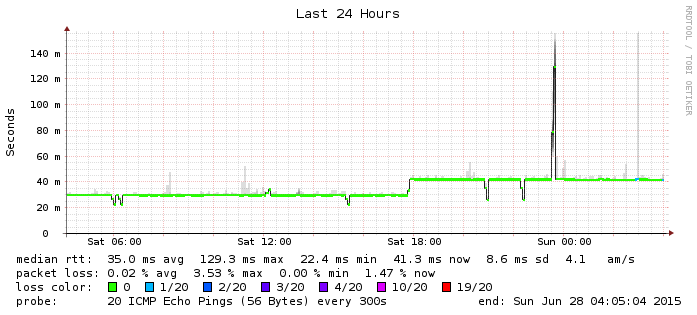 Last 24 Hours
RRDTOOL / TOBI OETIKER
Seconds
140 m
120 m
100 m
80 m
60 m
40 m
20 m
0
Sat 06:00 Sat 12:00 Sat 18:00 Sun 00:00
median rtt: 35.0 ms avg 129.3 ms max 22.4 ms min 41.3 ms now 8.6 ms sd 4.1 am/s
packet loss: 0.02 % avg 3.53 % max 0.00 % min 1.47 % now
loss color: 0 1/20 2/20 3/20 4/20 10/20 19/20
probe: 20 ICMP Echo Pings (56 Bytes) every 300s end: Sun Jun 28 04:05:04 2015